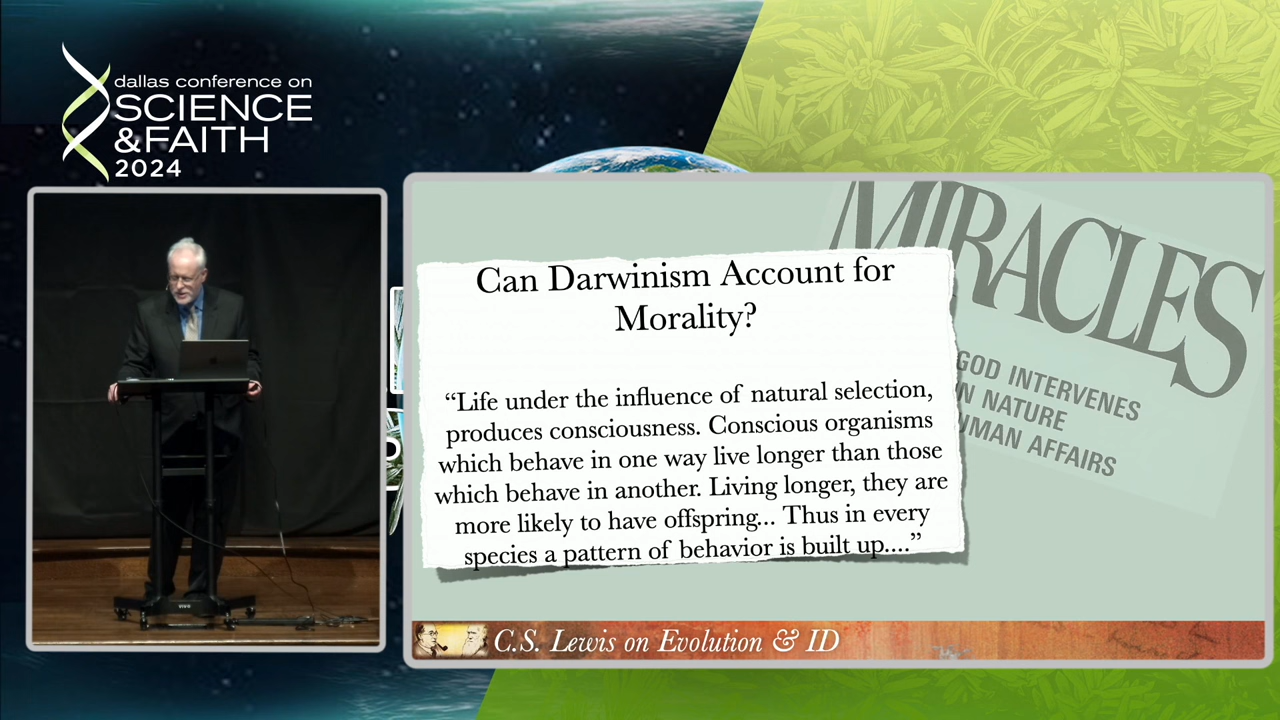 dallas conference on
SCIENCE
&FAITH
2024
MIRACLES
GOD INTERVENES
NATURE
AFFAIRS
Can Darwinism Account for
Morality?
“Life under the influence of natural selection,
produces consciousness. Conscious organisms
which behave in one way live longer than those
which behave in another. Living longer, they are
more likely to have offspring... Thus in every
species a pattern of behavior is built up....”
C.S. Lewis on Evolution & ID